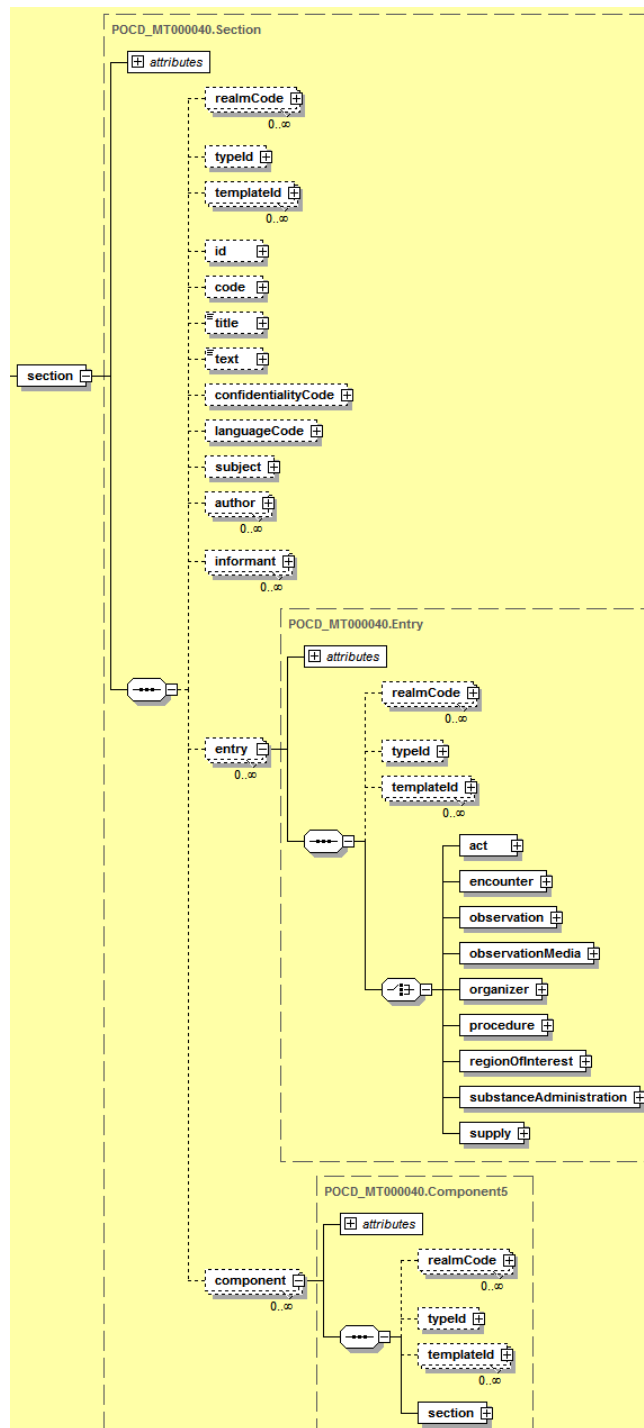 POCD_MT000040.Section
attributes
realmCode
0..∞
typeId
templateId
0..∞
id
code
title
text
section
confidentialityCode
languageCode
subject
author
0..∞
informant
0..∞
POCD_MT000040.Entry
attributes
realmCode
0..∞
entry
0..∞
typeId
templateId
0..∞
act
encounter
observation
observationMedia
organizer
procedure
regionOfInterest
substanceAdministration
supply
POCD_MT000040.Component5
attributes
realmCode
0..∞
component
0..∞
typeId
templateId
0..∞
section